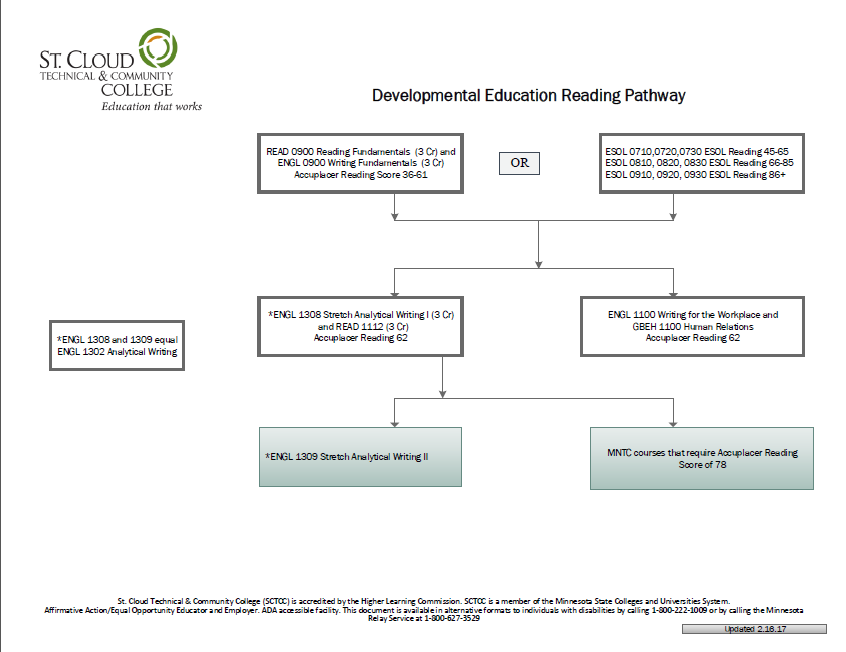 ST. CLOUD
TECHNICAL & COMMUNITY
COLLEGE
Education that works
Developmental Education Reading Pathway
READ 0900 Reading Fundamentals (3 Cr) and
ENGL 0900 Writing Fundamentals (3 Cr)
Accuplacer Reading Score 36-61
OR
ESOL 0710,0720,0730 ESOL Reading 45-65
ESOL 0810, 0820, 0830 ESOL Reading 66-85
ESOL 0910, 0920, 0930 ESOL Reading 86+
*ENGL 1308 Stretch Analytical Writing I (3 Cr)
and READ 1112 (3 Cr)
Accuplacer Reading 62
ENGL 1100 Writing for the Workplace and
GBEH 1100 Human Relations
Accuplacer Reading 62
*ENGL 1308 and 1309 equal
ENGL 1302 Analytical Writing
*ENGL 1309 Stretch Analytical Writing II
MNTC courses that require Accuplacer Reading
Score of 78
St. Cloud Technical & Community College (SCTCC) is accredited by the Higher Learning Commission. SCTCC is a member of the Minnesota State Colleges and Universities System.
Affirmative Action/Equal Opportunity Educator and Employer. ADA accessible facility. This document is available in alternative formats to individuals with disabilities by calling 1-800-222-1009 or by calling the Minnesota
Relay Service at 1-800-627-3529
Updated 2.16.17